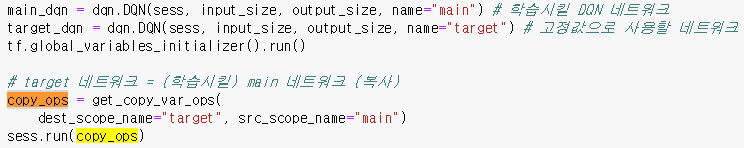 main_dqn = dqn.DQN(sess, input_size, output_size, name="main") # 학습시킬 DQN 네트워크
target_dqn = dqn.DQN(sess, input_size, output_size, name="target") # 고정값으로 사용할 네트워크
tf.global_variables_initializer().run()
# target 네트워크 = (학습시킬) main 네트워크 (복사)
copy_ops = get_copy_var_ops(
dest_scope_name="target", src_scope_name="main")
sess.run(copy_ops)